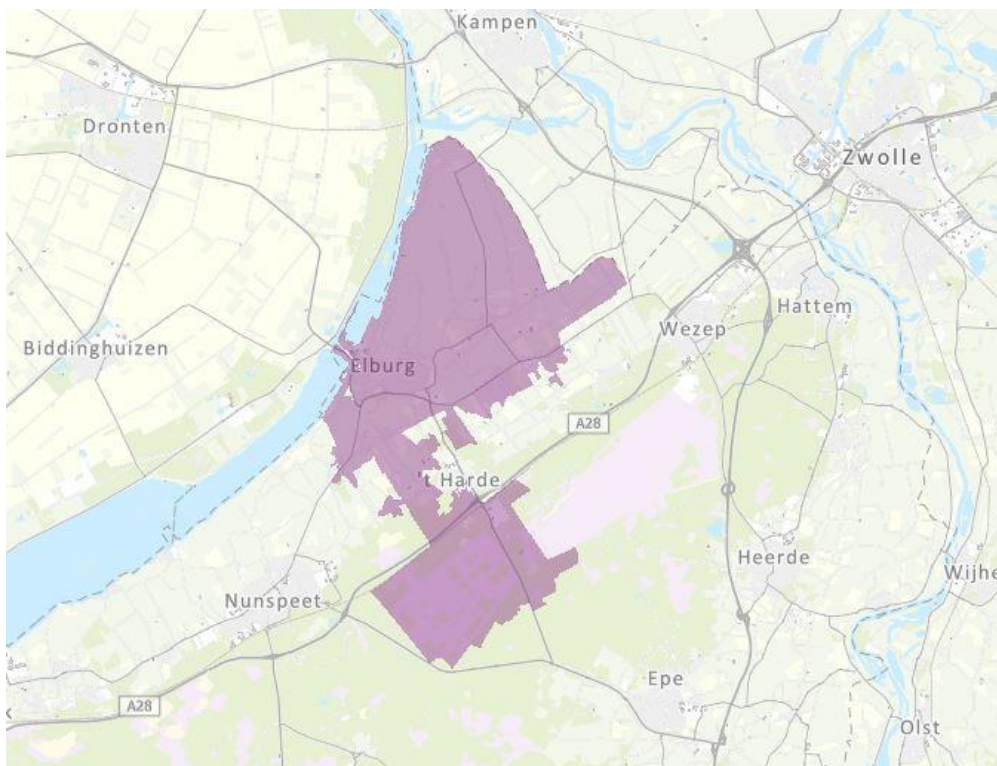 Kampen
Dronten
Zwolle
Hattem
Wezep
Biddinghuizen
Elburg
A28
't Harde
Heerde
Wijhe
Nunspeet
Epe
A28
k
Olst